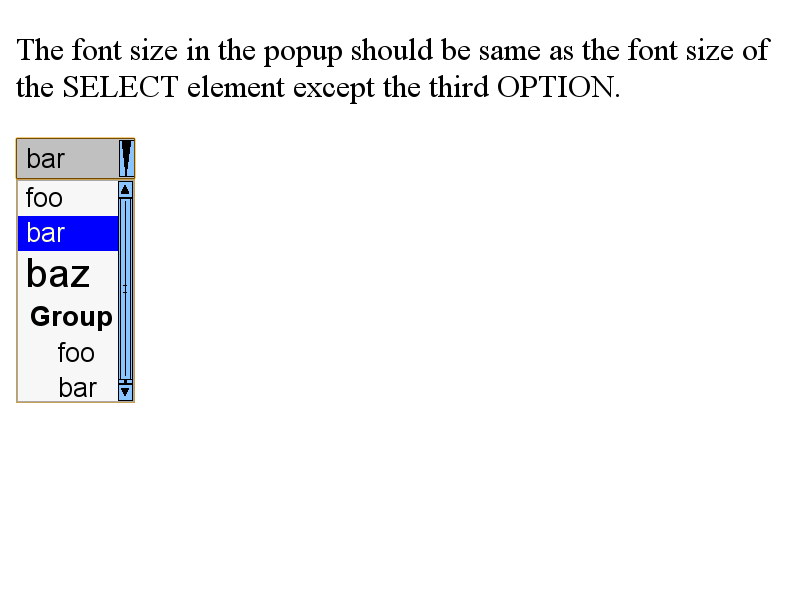 The font size in the popup should be same as the font size of
the SELECT element except the third OPTION.
bar
foo
bar
baz
Group
foo
bar